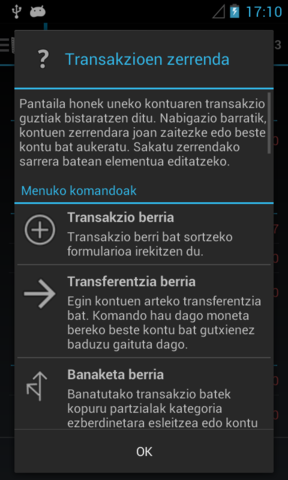 17:10
3
Transakzioen zerrenda
Pantaila honek uneko kontuaren transakzio
guztiak bistaratzen ditu. Nabigazio barratik,
kontuen zerrendara joan zaitezke edo beste
kontu bat aukeratu. Sakatu zerrendako
sarrera batean elementua editatzeko.
Menuko komandoak
Transakzio berria
Transakzio berri bat sortzeko
formularioa irekitzen du.
Transferentzia berria
Egin kontuen arteko transferentzia
bat. Komando hau dago moneta
bereko beste kontu bat gutxienez
baduzu gaituta dago.
Banaketa berria
Banatutako transakzio batek
kopuru partzialak kategoria
ezberdinetara esleitzea edo kontu
OK